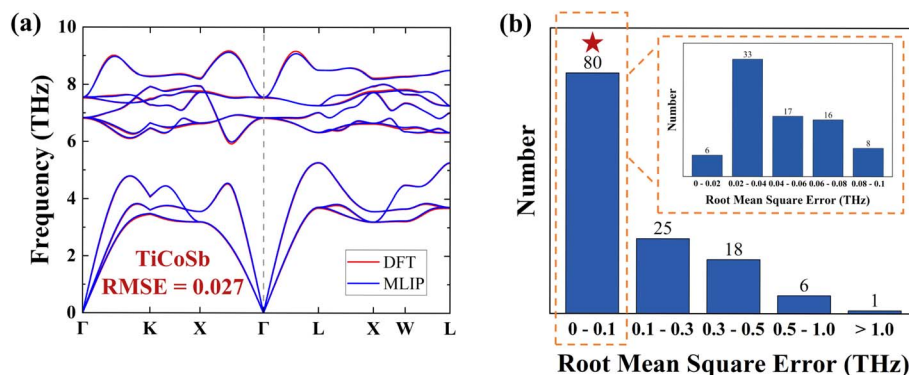 (a)
10
8
6
4
2
0
Frequency (THz)
TiCoSb
RMSE = 0.027
DFT
MLIP
Γ K X Γ L X W L
(b)
Number
80
25
18
6
1
0 - 0.1 0.1 - 0.3 0.3 - 0.5 0.5 - 1.0 > 1.0
Root Mean Square Error (THz)
Number
6
33
17
16
8
0 - 0.02 0.02 - 0.04 0.04 - 0.06 0.06 - 0.08 0.08 - 0.1
Root Mean Square Error (THz)